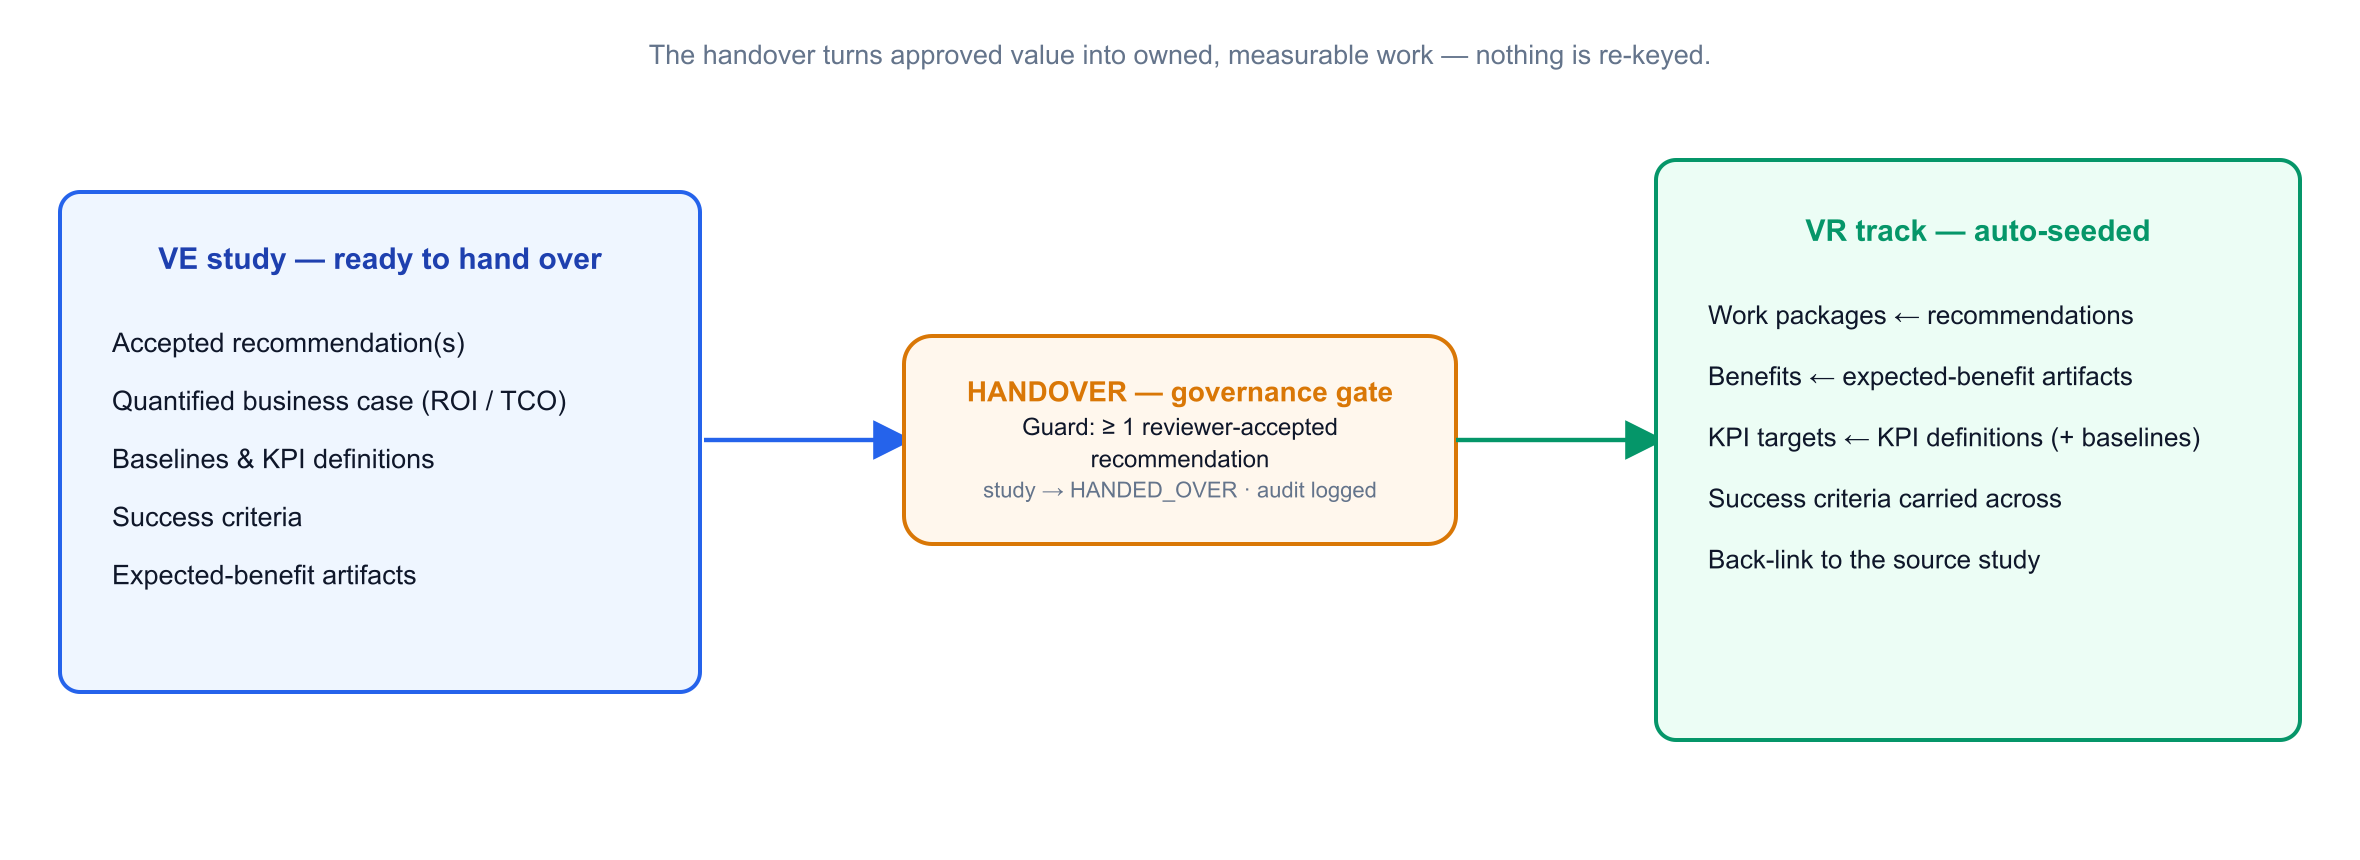 The handover turns approved value into owned, measurable work — nothing is re-keyed.
VE study — ready to hand over
Accepted recommendation(s)
Quantified business case (ROI / TCO)
Baselines & KPI definitions
Success criteria
Expected-benefit artifacts
HANDOVER — governance gate
Guard: ≥ 1 reviewer-accepted
recommendation
study → HANDED_OVER · audit logged
VR track — auto-seeded
Work packages ← recommendations
Benefits ← expected-benefit artifacts
KPI targets ← KPI definitions (+ baselines)
Success criteria carried across
Back-link to the source study